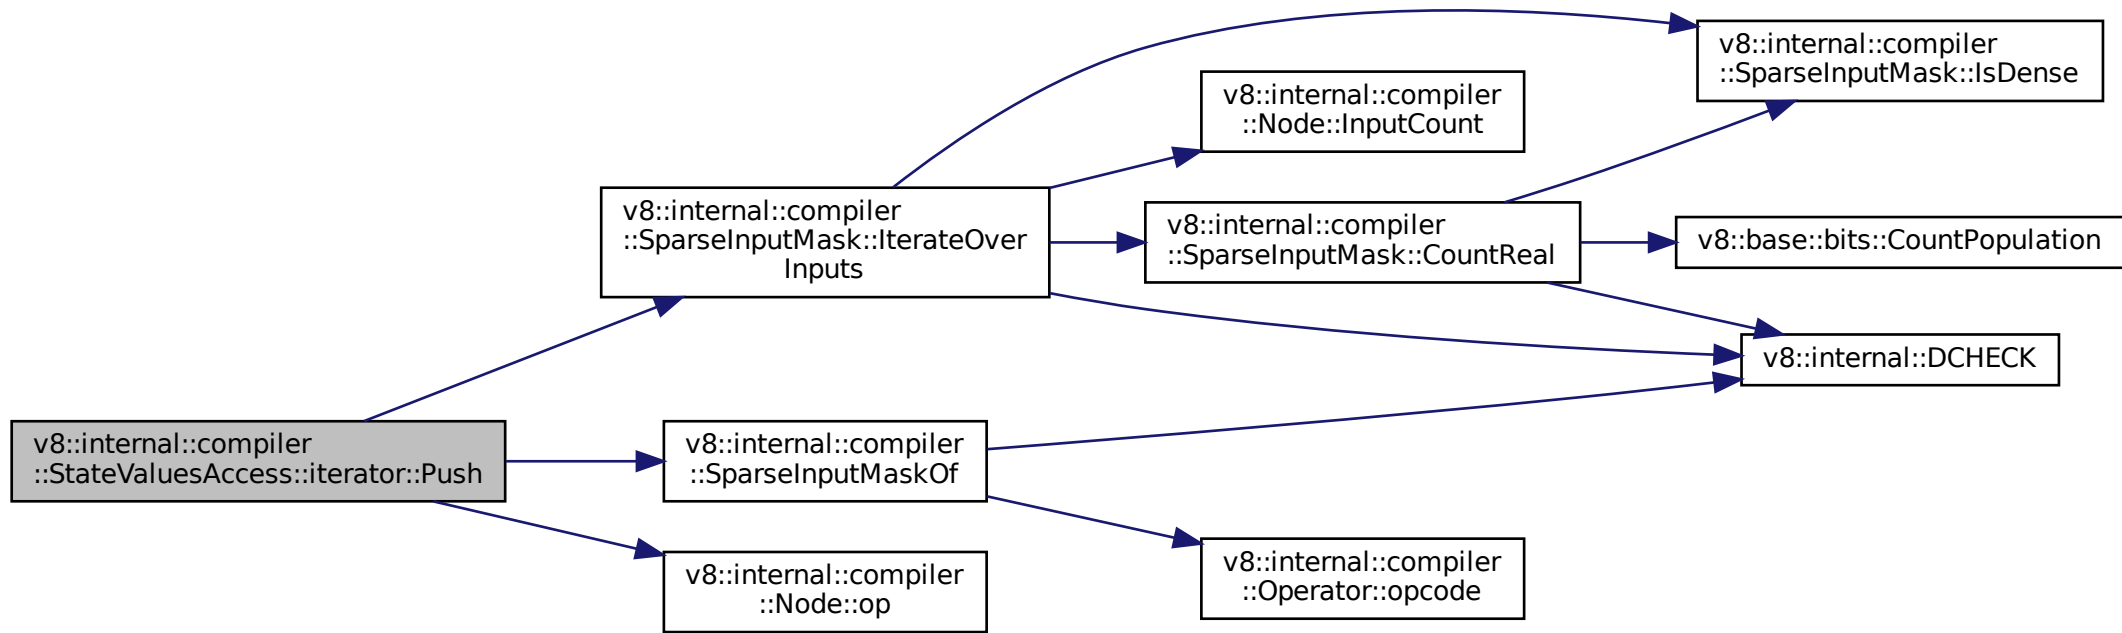 v8::internal::compiler
::StateValuesAccess::iterator::Push
v8::internal::compiler
::SparseInputMask::IterateOver
Inputs
v8::internal::compiler
::SparseInputMaskOf
v8::internal::compiler
::Node::op
v8::internal::compiler
::Node::InputCount
v8::internal::compiler
::SparseInputMask::CountReal
v8::internal::compiler
::Operator::opcode
v8::internal::compiler
::SparseInputMask::IsDense
v8::base::bits::CountPopulation
v8::internal::DCHECK